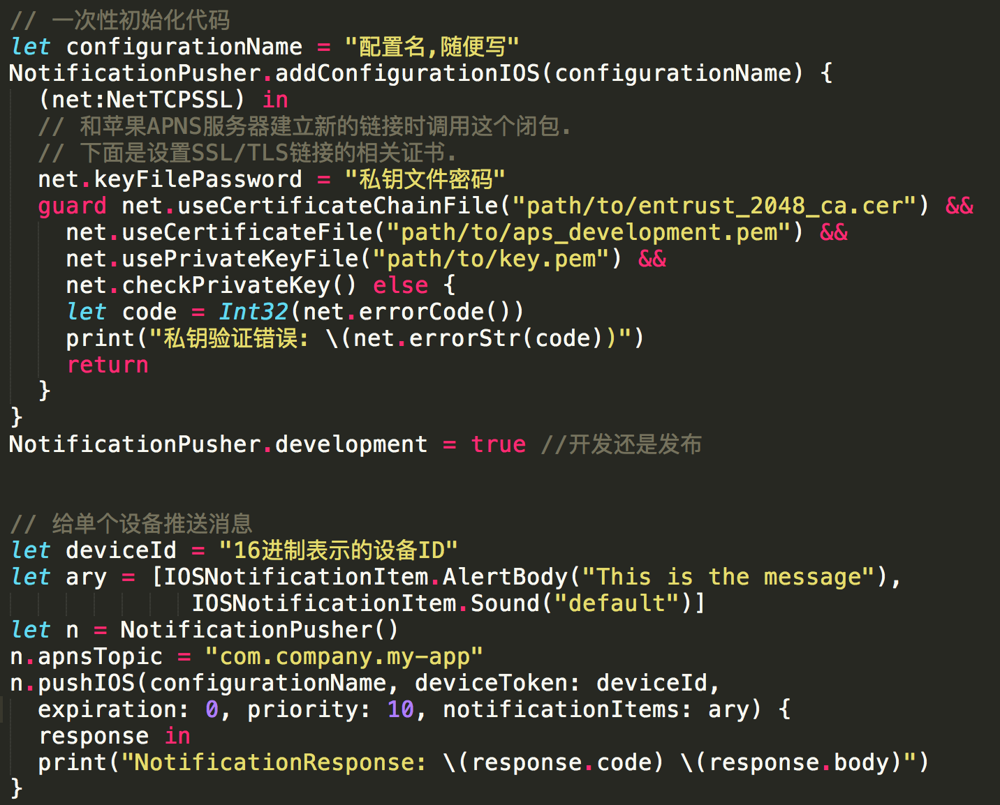 // 一次性初始化代码
let configurationName = "配置名,随便写"
NotificationPusher.addConfigurationIOS(configurationName) {
  (net:NetTCPSSL) in
  // 和苹果APNS服务器建立新的链接时调用这个闭包.
  // 下面是设置SSL/TLS链接的相关证书.
  net.keyFilePassword = "私钥文件密码"
  guard net.useCertificateChainFile("path/to/entrust_2048_ca.cer") &&
    net.useCertificateFile("path/to/aps_development.pem") &&
    net.usePrivateKeyFile("path/to/key.pem") &&
    net.checkPrivateKey() else {
    let code = Int32(net.errorCode())
    print("私钥验证错误: \(net.errorStr(code))")
    return
  }
}
NotificationPusher.development = true //开发还是发布
// 给单个设备推送消息
let deviceId = "16进制表示的设备ID"
let ary = [IOSNotificationItem.AlertBody("This is the message"),
             IOSNotificationItem.Sound("default")]
let n = NotificationPusher()
n.apnsTopic = "com.company.my-app"
n.pushIOS(configurationName, deviceToken: deviceId,
  expiration: 0, priority: 10, notificationItems: ary) {
  response in
  print("NotificationResponse: \(response.code) \(response.body)")
}